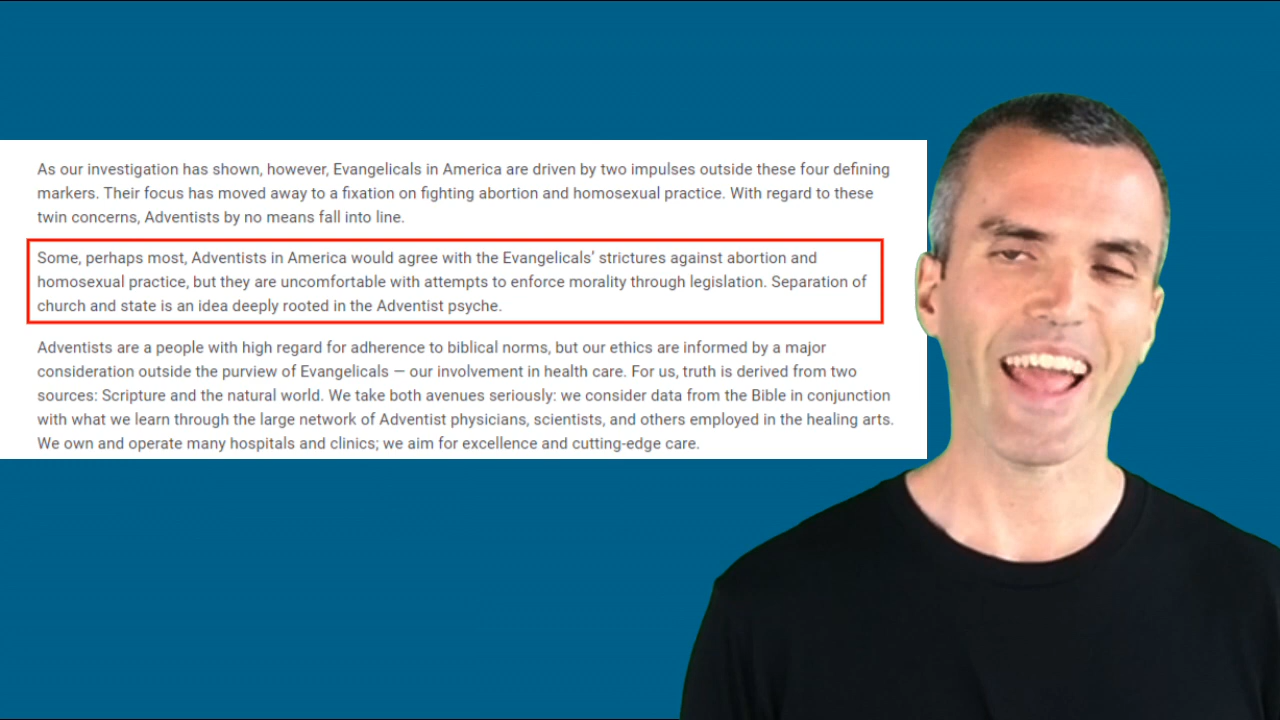 As our investigation has shown, however, Evangelicals in America are driven by two impulses outside these four defining
markers. Their focus has moved away to a fixation on fighting abortion and homosexual practice. With regard to these
twin concerns, Adventists by no means fall into line.
Some, perhaps most, Adventists in America would agree with the Evangelicals’ strictures against abortion and
homosexual practice, but they are uncomfortable with attempts to enforce morality through legislation. Separation of
church and state is an idea deeply rooted in the Adventist psyche.
Adventists are a people with high regard for adherence to biblical norms, but our ethics are informed by a major
consideration outside the purview of Evangelicals — our involvement in health care. For us, truth is derived from two
sources: Scripture and the natural world. We take both avenues seriously: we consider data from the Bible in conjunction
with what we learn through the large network of Adventist physicians, scientists, and others employed in the healing arts.
We own and operate many hospitals and clinics; we aim for excellence and cutting-edge care.